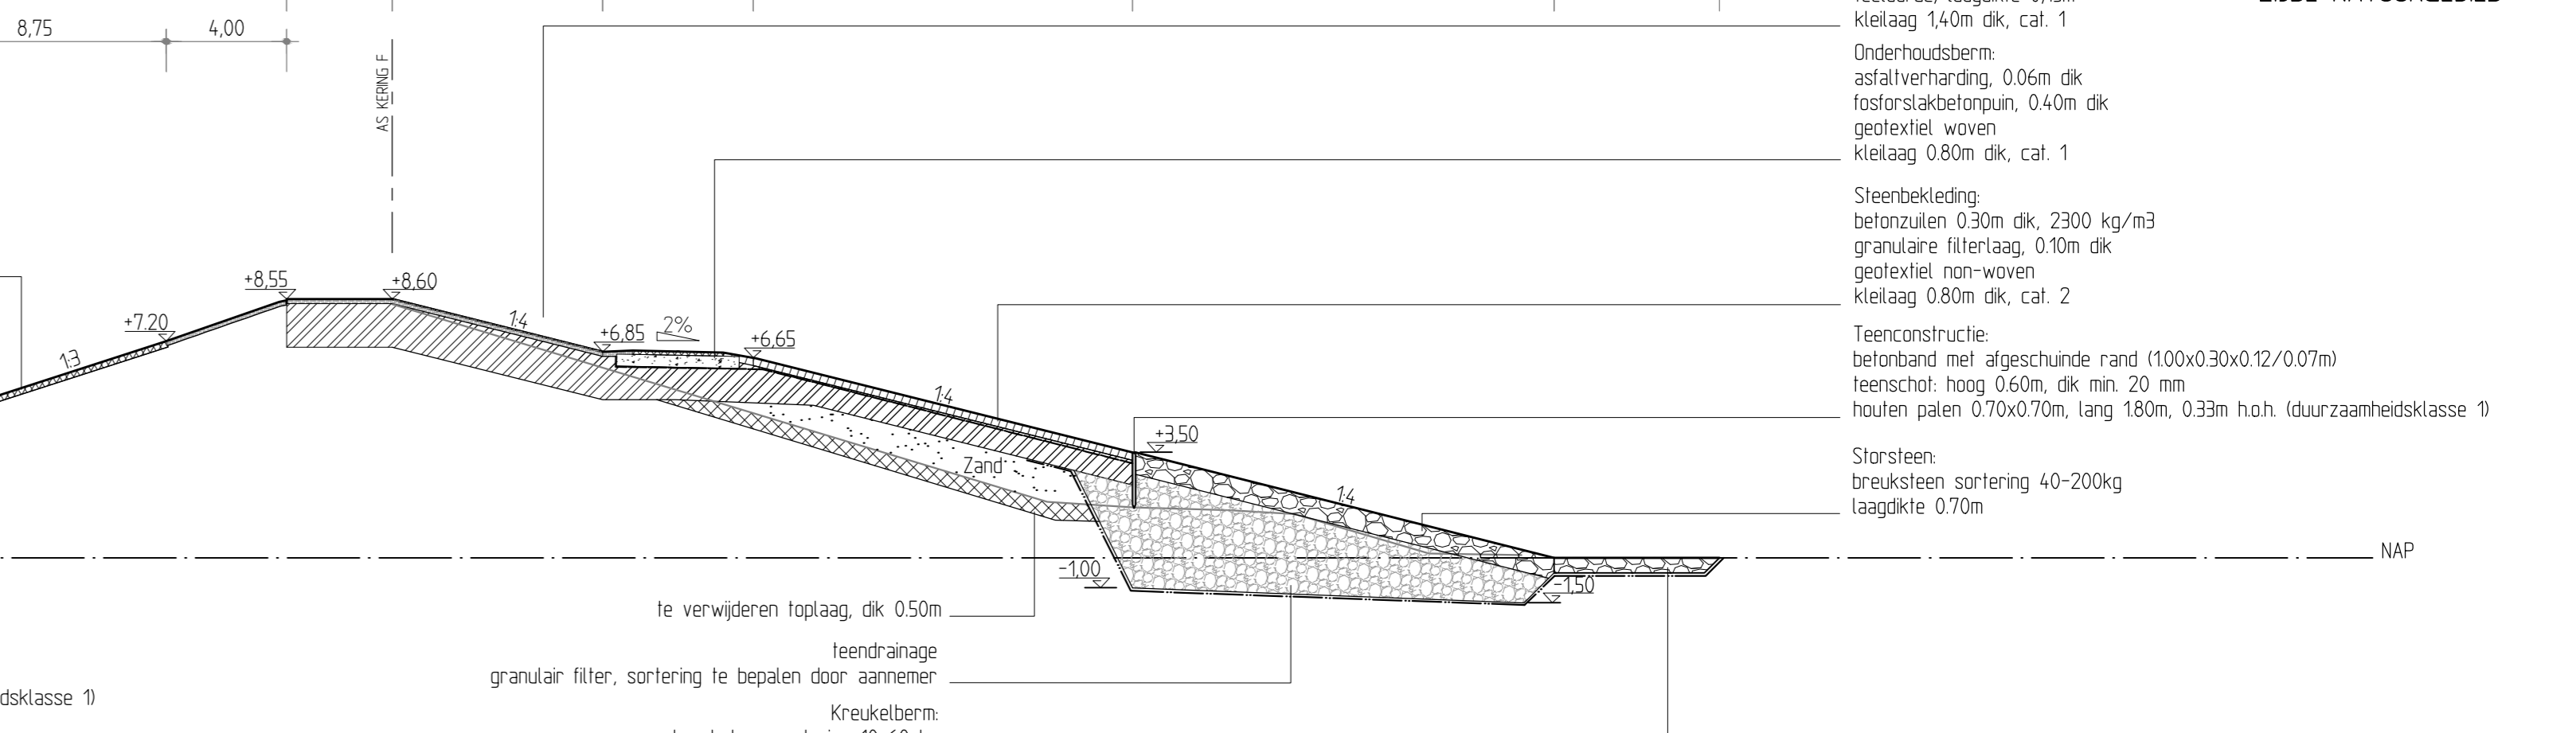 8,75
4,00
AS KERING F
kleilaag 1,40m dik, cat. 1
Onderhoudsberm:
asfaltverharding, 0.06m dik
fosforslakbetonpuin, 0.40m dik
geotextiel woven
kleilaag 0.80m dik, cat. 1
Steenbekleding:
betonzuilen 0.30m dik, 2300 kg/m3
granulaire filterlaag, 0.10m dik
geotextiel non-woven
kleilaag 0.80m dik, cat. 2
Teenconstructie:
betonband met afgeschuinde rand (1.00x0.30x0.12/0.07m)
teenschot: hoog 0.60m, dik min. 20 mm
houten palen 0.70x0.70m, lang 1.80m, 0.33m h.o.h. (duurzaamheidsklasse 1)
Storsteen:
breuksteen sortering 40-200kg
laagdikte 0.70m
+8,55
+8,60
+7.20
1:3
1:4
+6,85
2%
+6,65
1:4
+3,50
Zand
1:4
NAP
-1,00
-1,50
te verwijderen toplaag, dik 0.50m
teendrainage
granulair filter, sortering te bepalen door aannemer
dsklasse 1)
Kreukelberm: